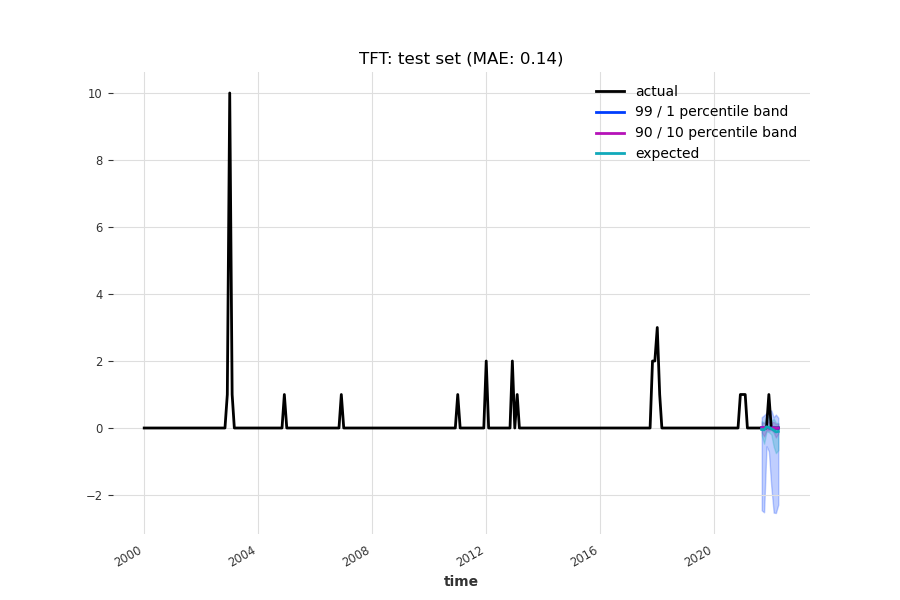 TFT: test set (MAE: 0.14)
actual
99 / 1 percentile band
90 / 10 percentile band
expected
10
8
6
4
2
0
−2
2000
2004
2008
2012
2016
2020
time